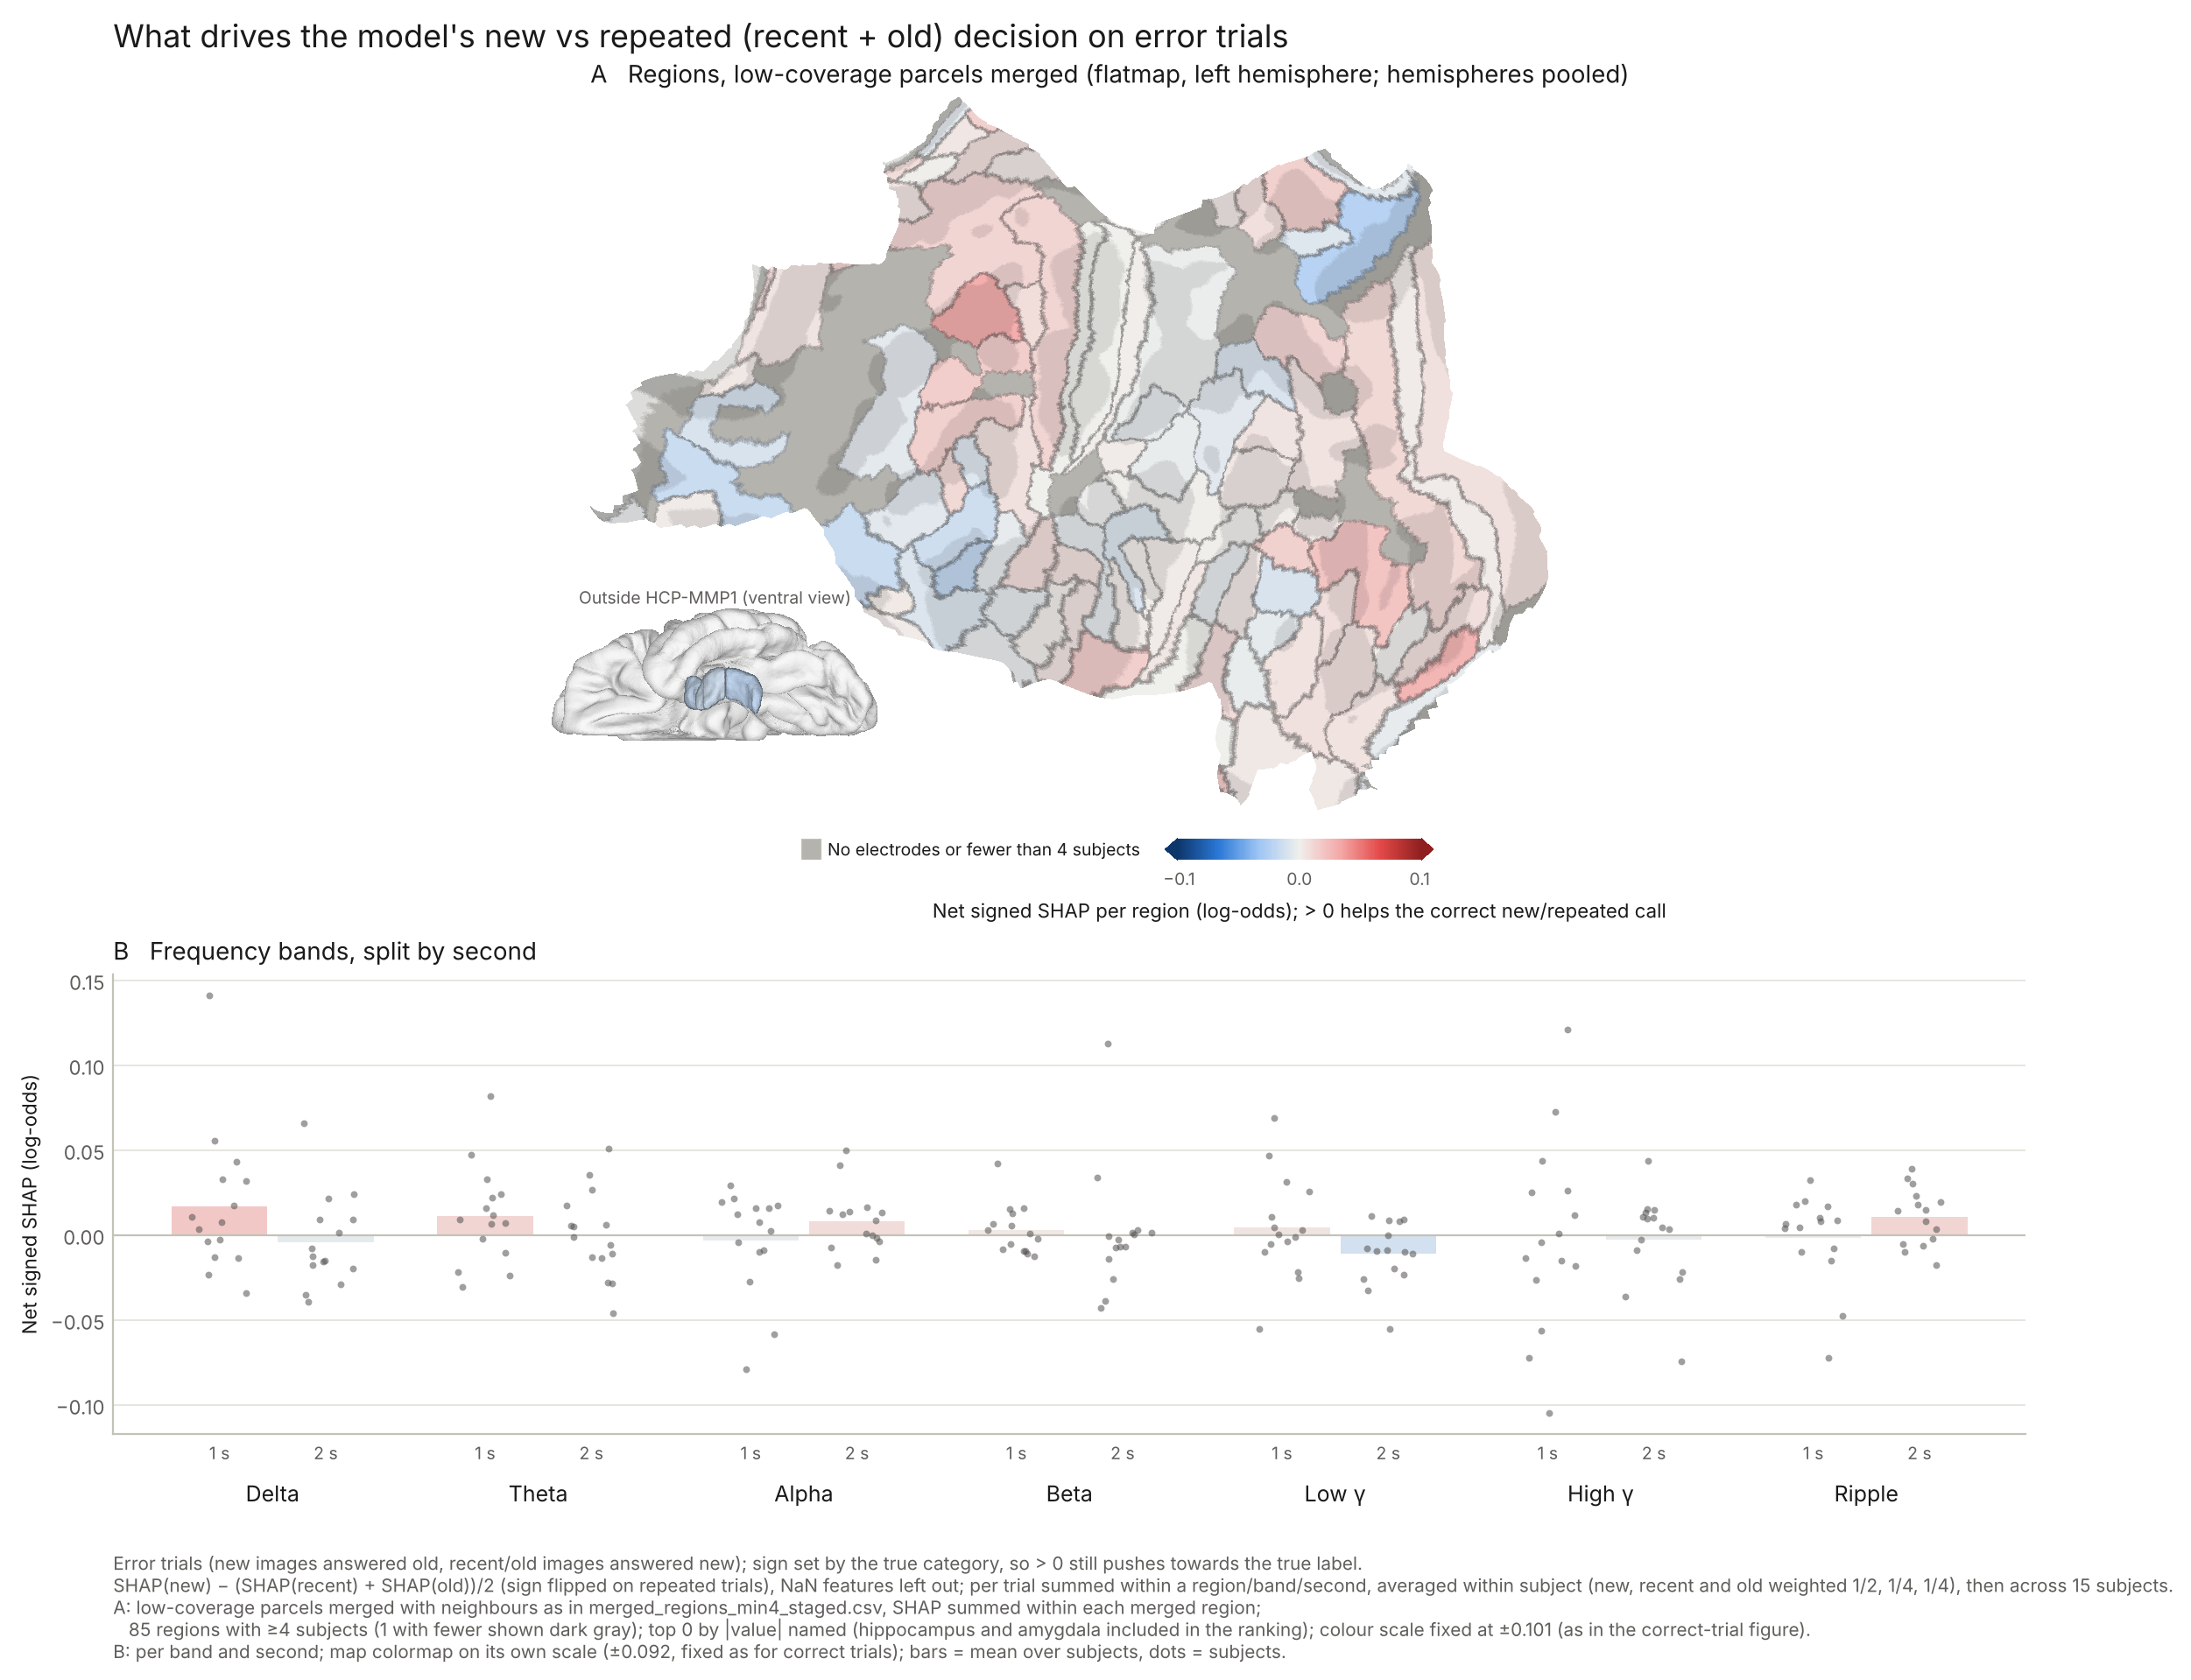 What drives the model's new vs repeated (recent + old) decision on error trials
A   Regions, low-coverage parcels merged (flatmap, left hemisphere; hemispheres pooled)
Outside HCP-MMP1 (ventral view)
No electrodes or fewer than 4 subjects
−0.1   0.0   0.1
Net signed SHAP per region (log-odds); > 0 helps the correct new/repeated call
B   Frequency bands, split by second
Net signed SHAP (log-odds)
0.15
0.10
0.05
0.00
−0.05
−0.10
1 s   2 s   1 s   2 s   1 s   2 s   1 s   2 s   1 s   2 s   1 s   2 s   1 s   2 s
Delta   Theta   Alpha   Beta   Low γ   High γ   Ripple
Error trials (new images answered old, recent/old images answered new); sign set by the true category, so > 0 still pushes towards the true label.
SHAP(new) − (SHAP(recent) + SHAP(old))/2 (sign flipped on repeated trials), NaN features left out; per trial summed within a region/band/second, averaged within subject (new, recent and old weighted 1/2, 1/4, 1/4), then across 15 subjects.
A: low-coverage parcels merged with neighbours as in merged_regions_min4_staged.csv, SHAP summed within each merged region;
85 regions with ≥4 subjects (1 with fewer shown dark gray); top 0 by |value| named (hippocampus and amygdala included in the ranking); colour scale fixed at ±0.101 (as in the correct-trial figure).
B: per band and second; map colormap on its own scale (±0.092, fixed as for correct trials); bars = mean over subjects, dots = subjects.